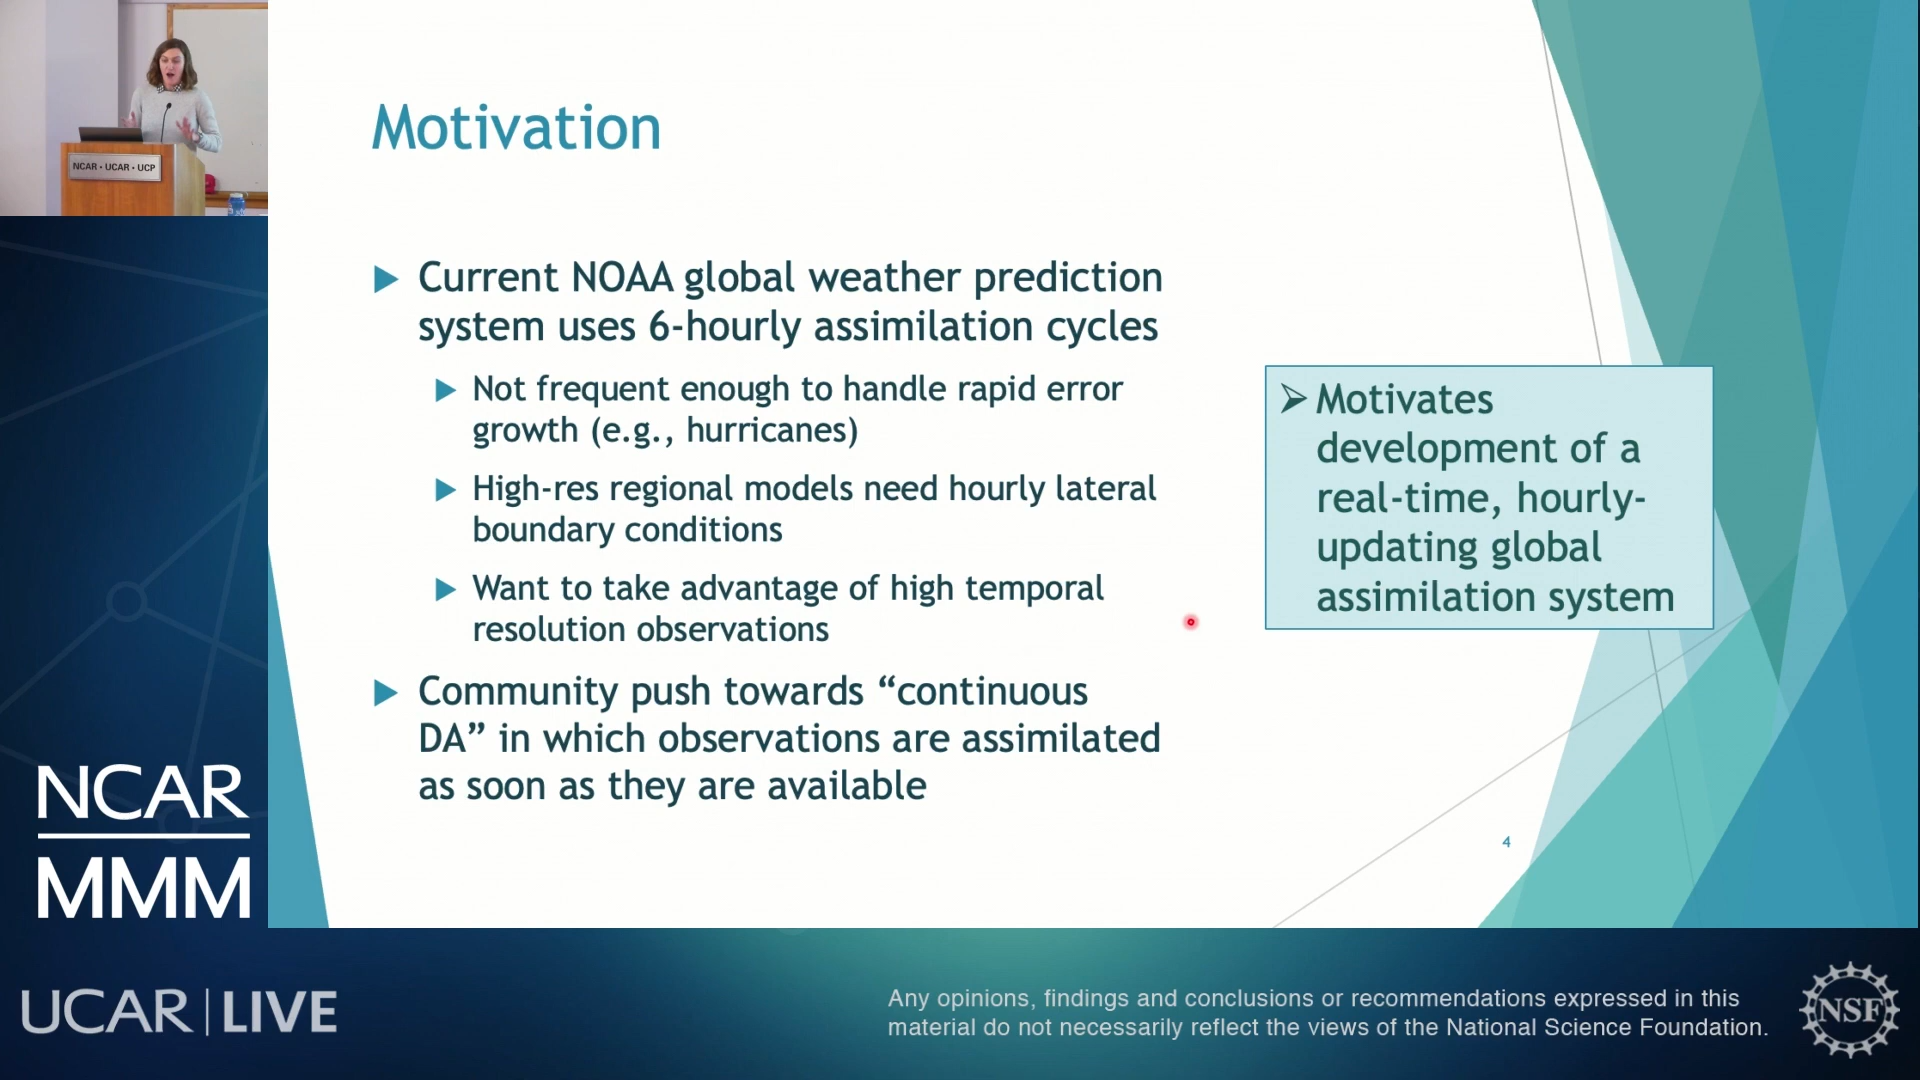 NCAR • UCAR • UCP
Motivation
Current NOAA global weather prediction
system uses 6-hourly assimilation cycles
Not frequent enough to handle rapid error
growth (e.g., hurricanes)
High-res regional models need hourly lateral
boundary conditions
Want to take advantage of high temporal
resolution observations
Community push towards “continuous
DA” in which observations are assimilated
as soon as they are available
Motivates
development of a
real-time, hourly-
updating global
assimilation system
4
NCAR
MMM
UCAR | LIVE
Any opinions, findings and conclusions or recommendations expressed in this
material do not necessarily reflect the views of the National Science Foundation.
NSF